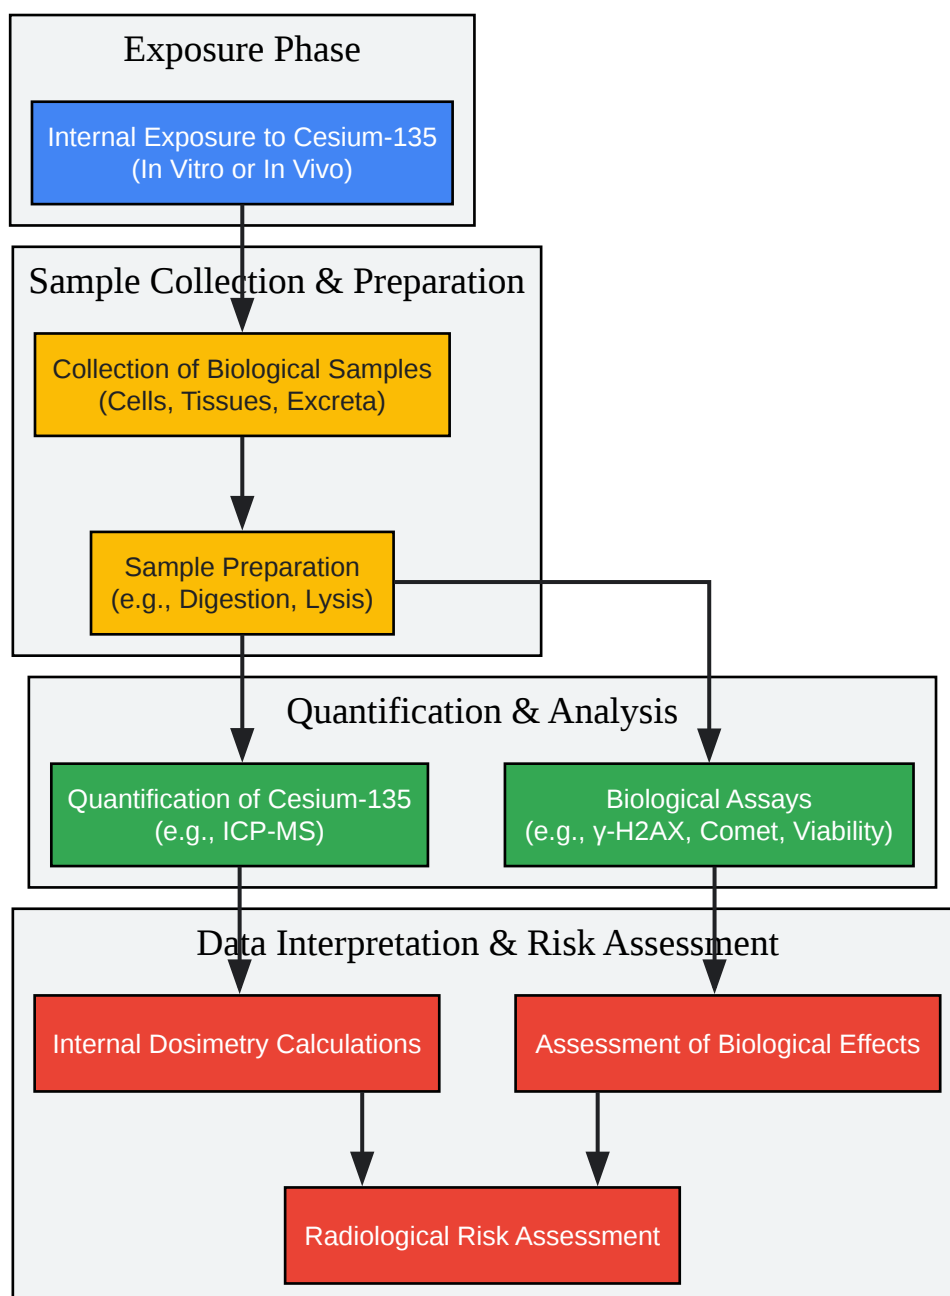 Exposure Phase
Internal Exposure to Cesium-135
(In Vitro or In Vivo)
Sample Collection & Preparation
Collection of Biological Samples
(Cells, Tissues, Excreta)
Sample Preparation
(e.g., Digestion, Lysis)
Quantification & Analysis
Quantification of Cesium-135
(e.g., ICP-MS)
Biological Assays
(e.g., γ-H2AX, Comet, Viability)
Data Interpretation & Risk Assessment
Internal Dosimetry Calculations
Assessment of Biological Effects
Radiological Risk Assessment